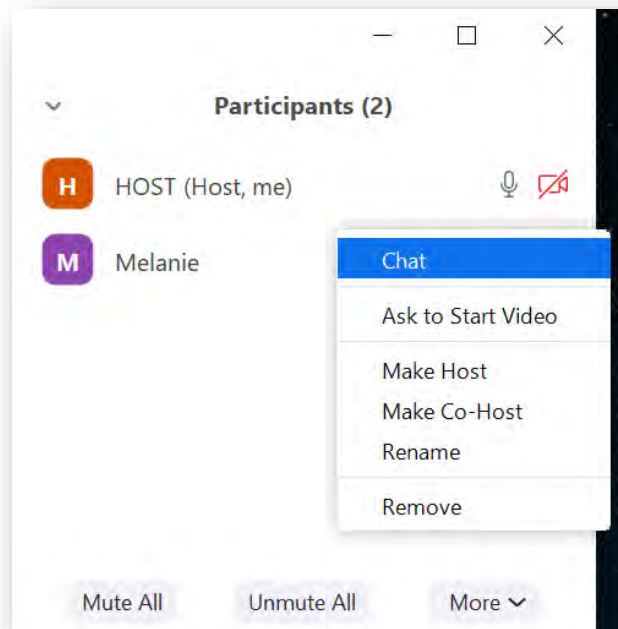 Participants (2)
H HOST (Host, me)
M Melanie
Chat
Ask to Start Video
Make Host
Make Co-Host
Rename
Remove
Mute All Unmute All More